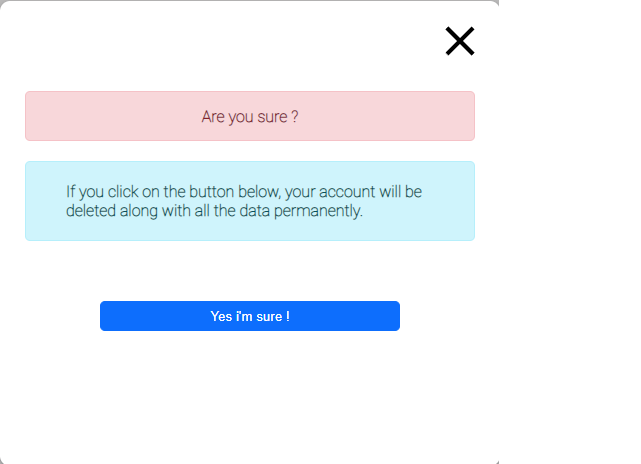 Are you sure ?
If you click on the button below, your account will be
deleted along with all the data permanently.
Yes i'm sure !